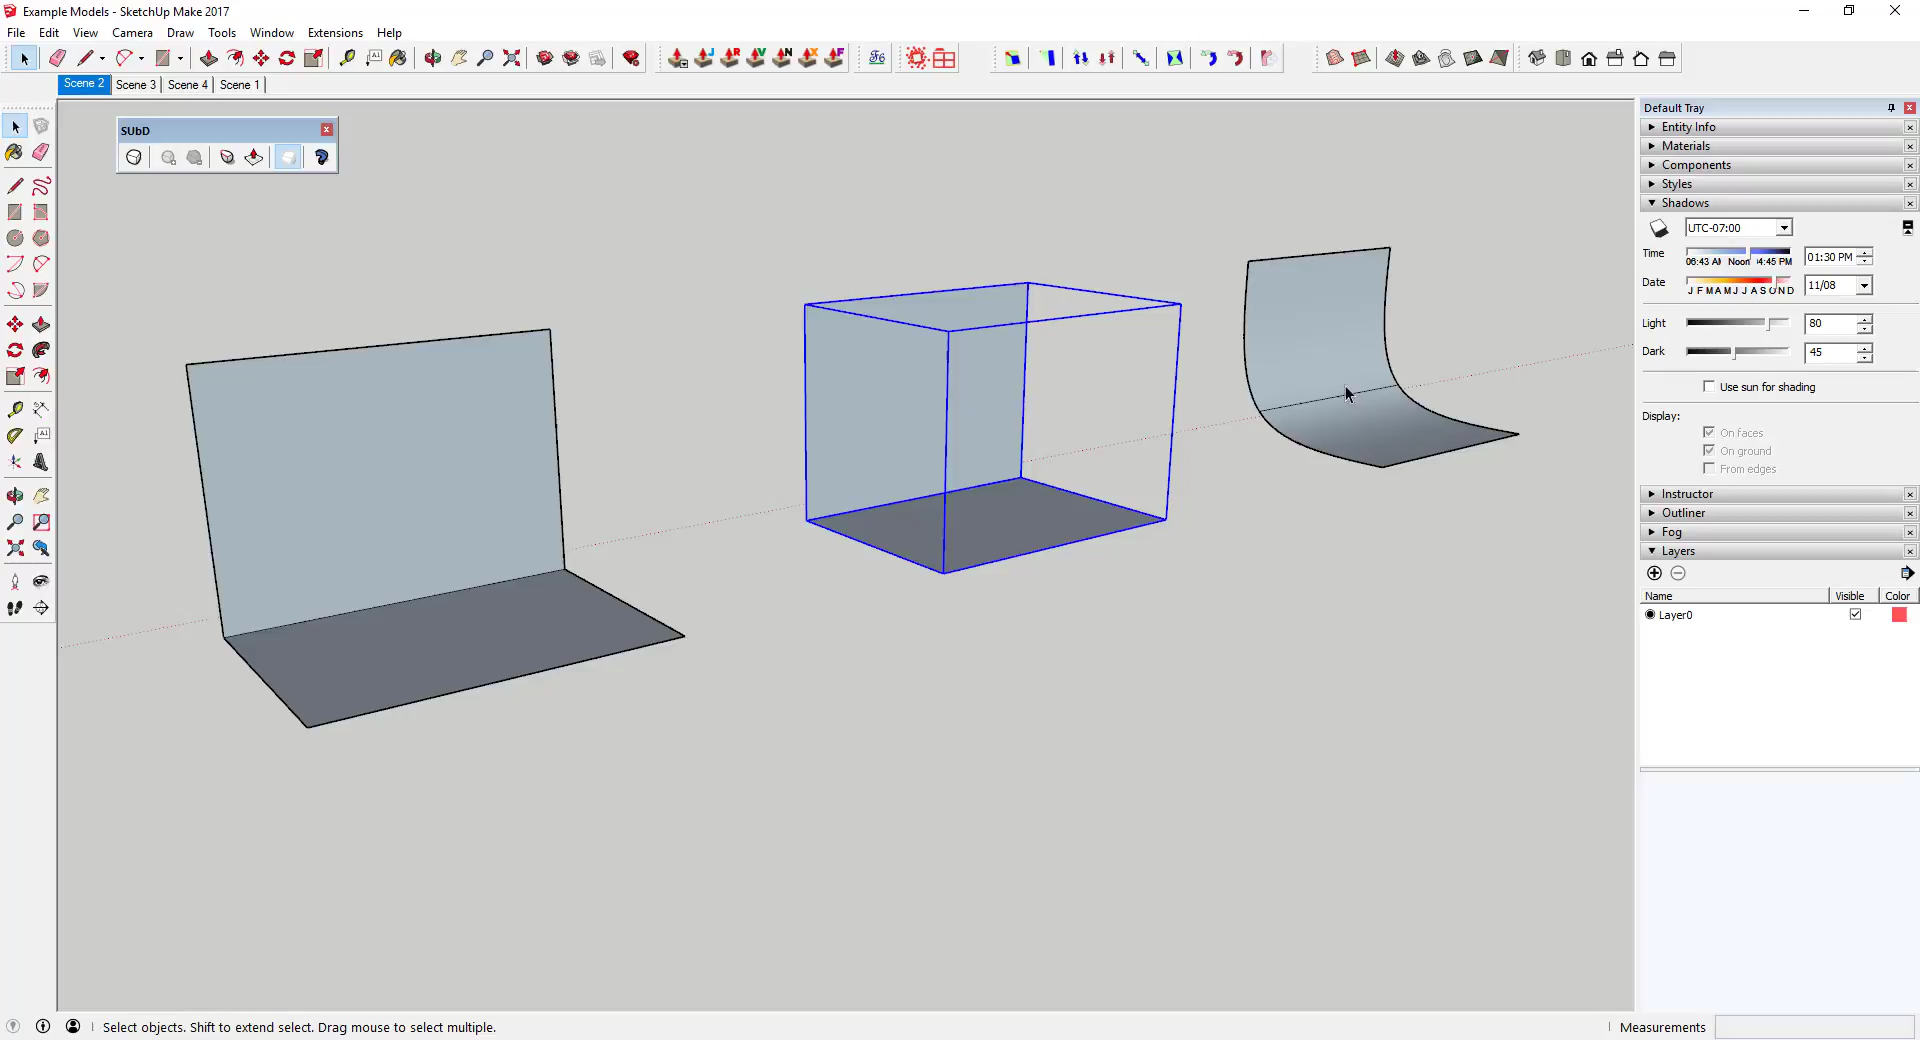 Example Models - SketchUp Make 2017
File Edit View Camera Draw Tools Window Extensions Help
J R V N X F
Scene 2 Scene 3 Scene 4 Scene 1
SUbD
Default Tray
Entity Info
Materials
Components
Styles
Shadows
UTC-07:00
Time 06:43 AM Noon 4:45 PM 01:30 PM
Date J F M A M J J A S O N D 11/08
Light 80
Dark 45
Use sun for shading
Display:
On faces
On ground
From edges
Instructor
Outliner
Fog
Layers
Name Visible Color
Layer0
Select objects. Shift to extend select. Drag mouse to select multiple.
Measurements